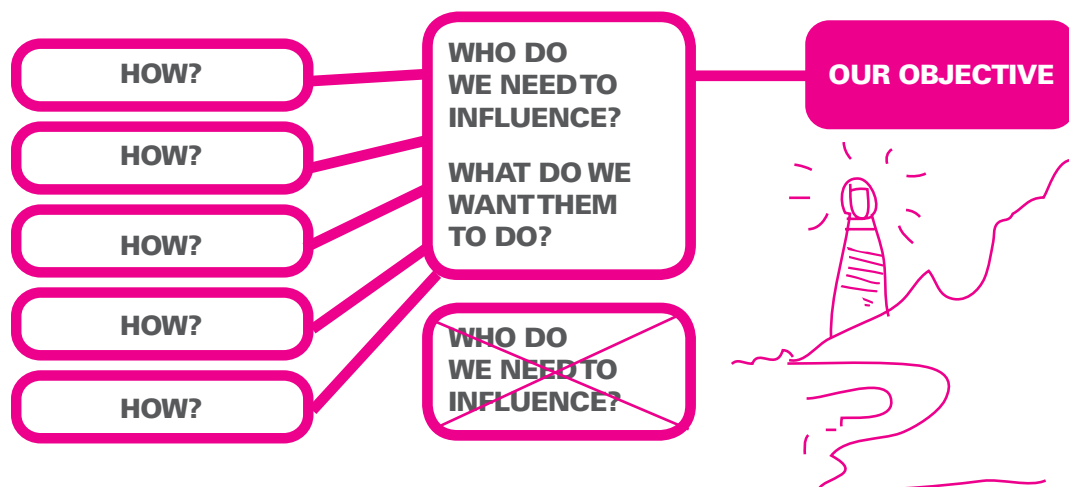 HOW?
HOW?
HOW?
HOW?
HOW?
WHO DO
WE NEED TO
INFLUENCE?
WHAT DO WE
WANT THEM
TO DO?
WHO DO
WE NEED TO
INFLUENCE?
OUR OBJECTIVE